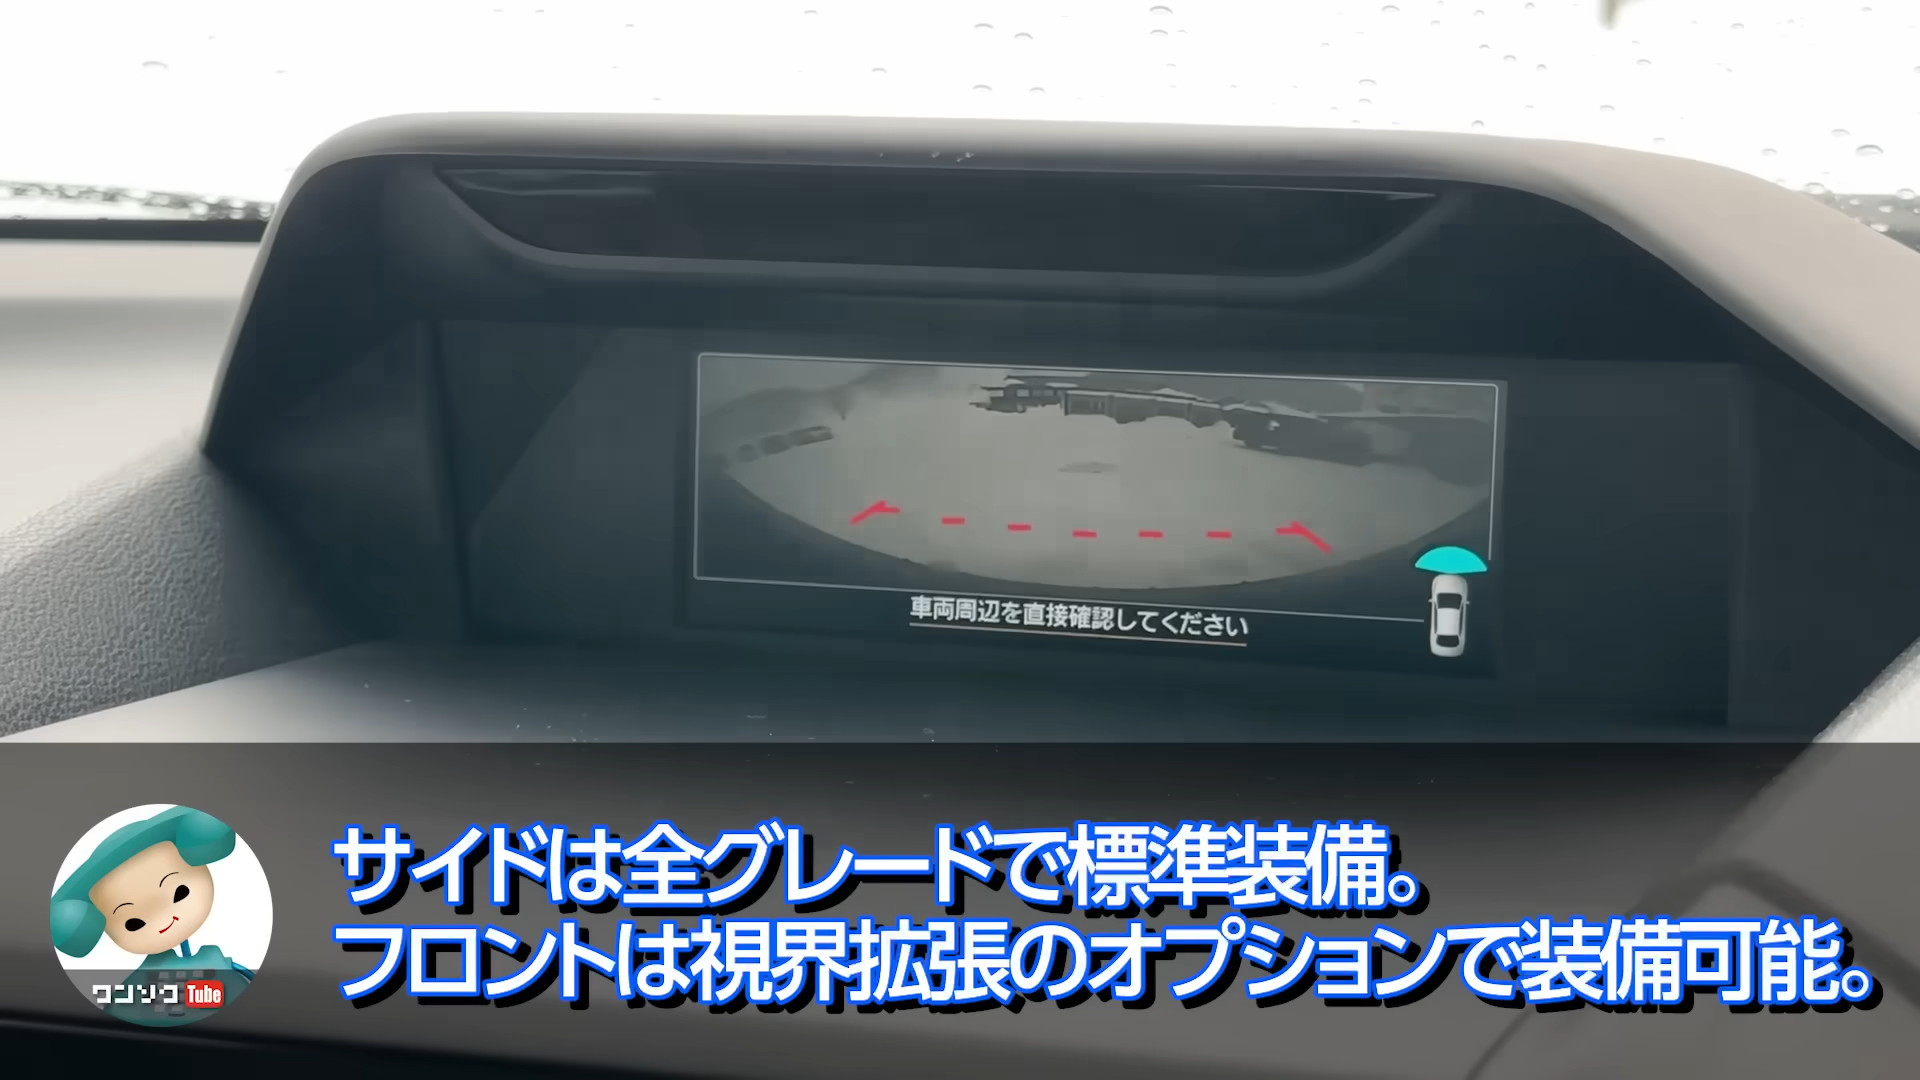 車両周辺を直接確認してください
サイドは全グレードで標準装備。
フロントは視界拡張のオプションで装備可能。
ワンソクTube